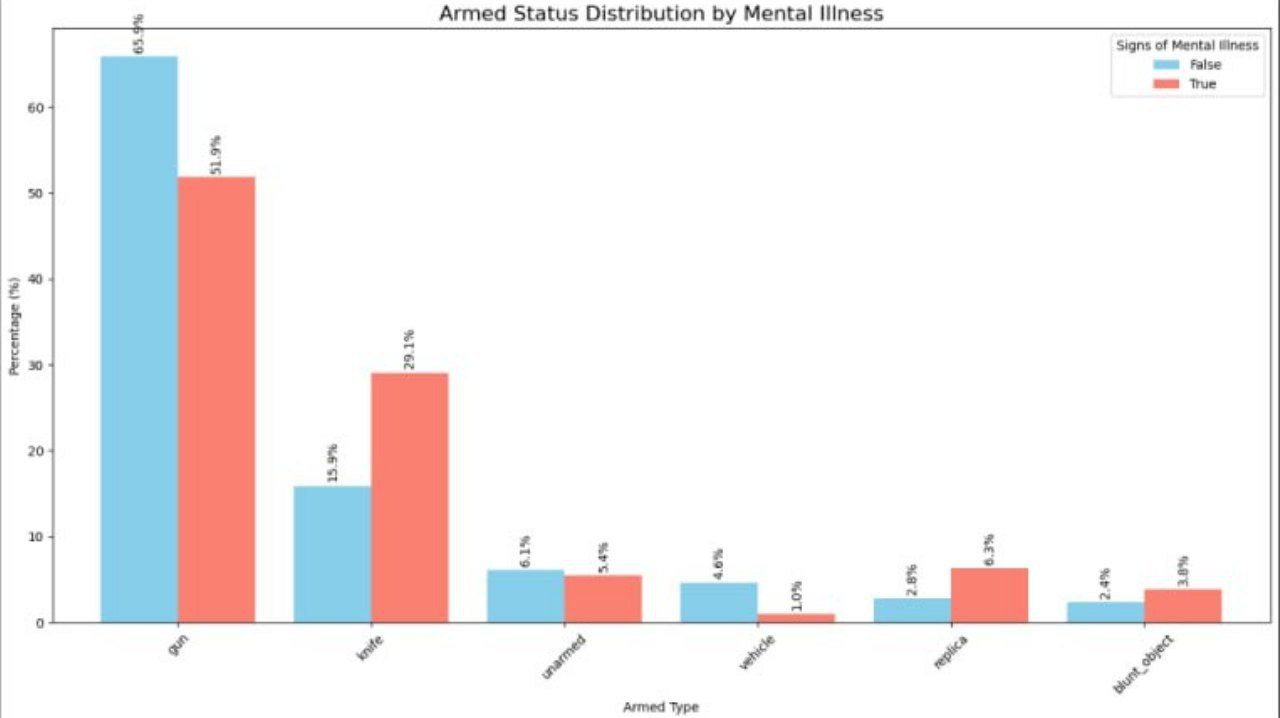 Armed Status Distribution by Mental Illness
Signs of Mental Illness
False
True
Percentage (%)
60
50
40
30
20
10
0
65.9%
51.9%
15.9%
29.1%
6.1%
5.4%
4.6%
1.0%
2.8%
6.3%
2.4%
3.8%
gun
knife
unarmed
vehicle
replica
blunt_object
Armed Type